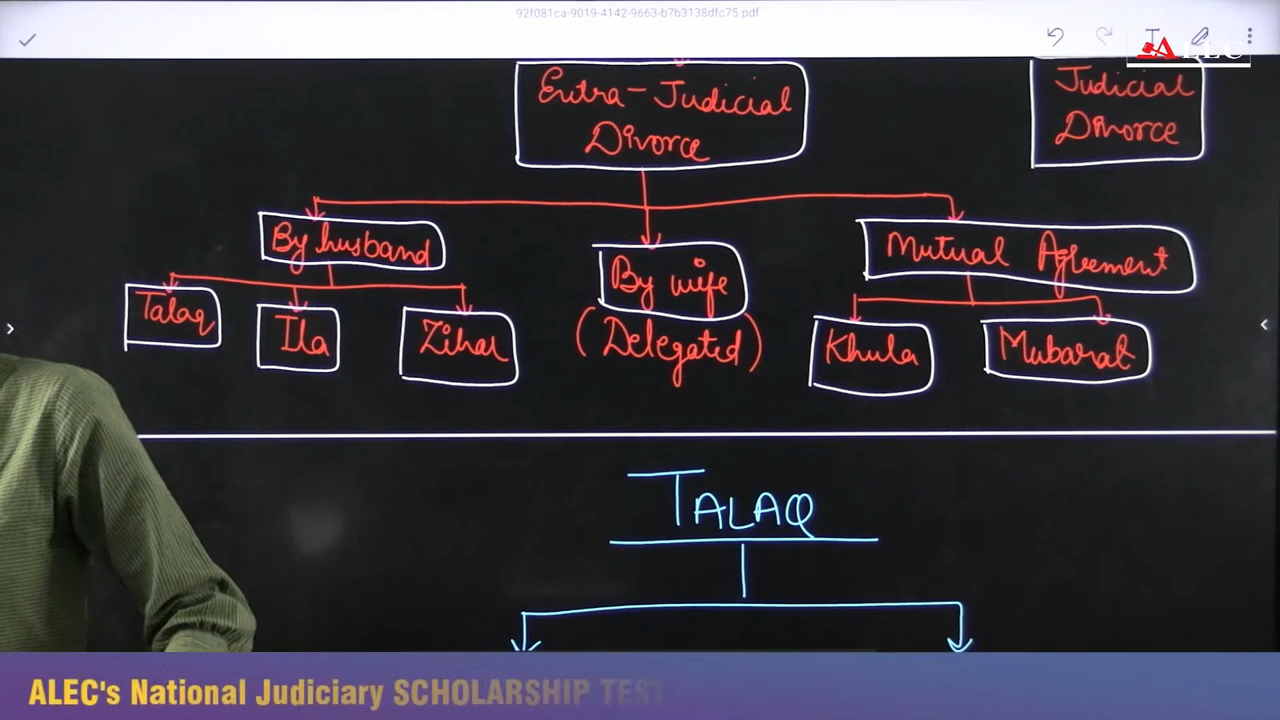 92f081ca-9019-4142-9663-b7b3138dfc75.pdf
ALEC
Extra-Judicial
Divorce
Judicial
Divorce
By husband
By wife
(Delegated)
Mutual Agreement
Talaq
Ila
Zihar
Khula
Mubarat
TALAQ
ALEC's National Judiciary SCHOLARSHIP TEST